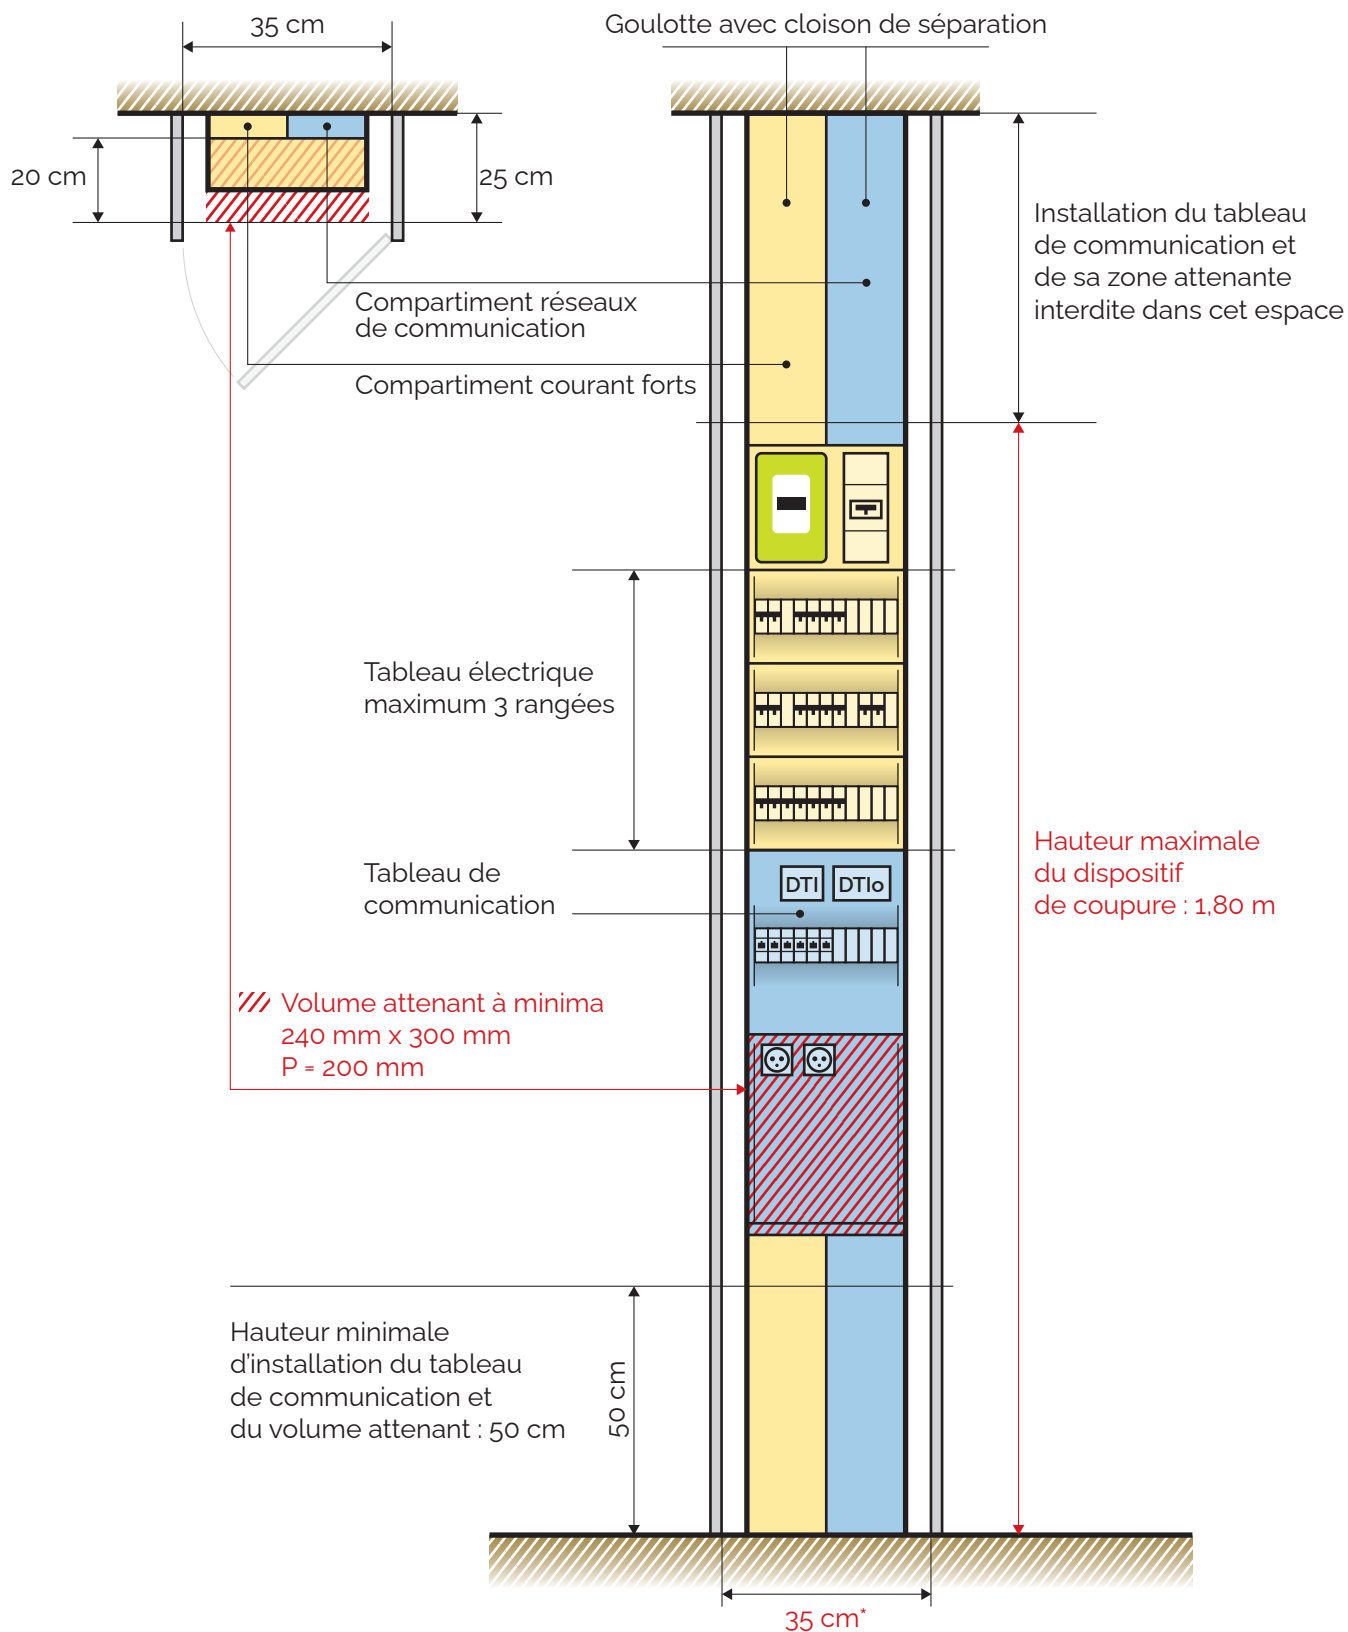 35 cm
Goulotte avec cloison de séparation
20 cm
25 cm
Installation du tableau
de communication et
de sa zone attenante
interdite dans cet espace
Compartiment réseaux
de communication
Compartiment courant forts
Tableau électrique
maximum 3 rangées
Tableau de
communication
DTI
DTIo
Hauteur maximale
du dispositif
de coupure : 1,80 m
Volume attenant à minima
240 mm x 300 mm
P = 200 mm
Hauteur minimale
d'installation du tableau
de communication et
du volume attenant : 50 cm
50 cm
35 cm*